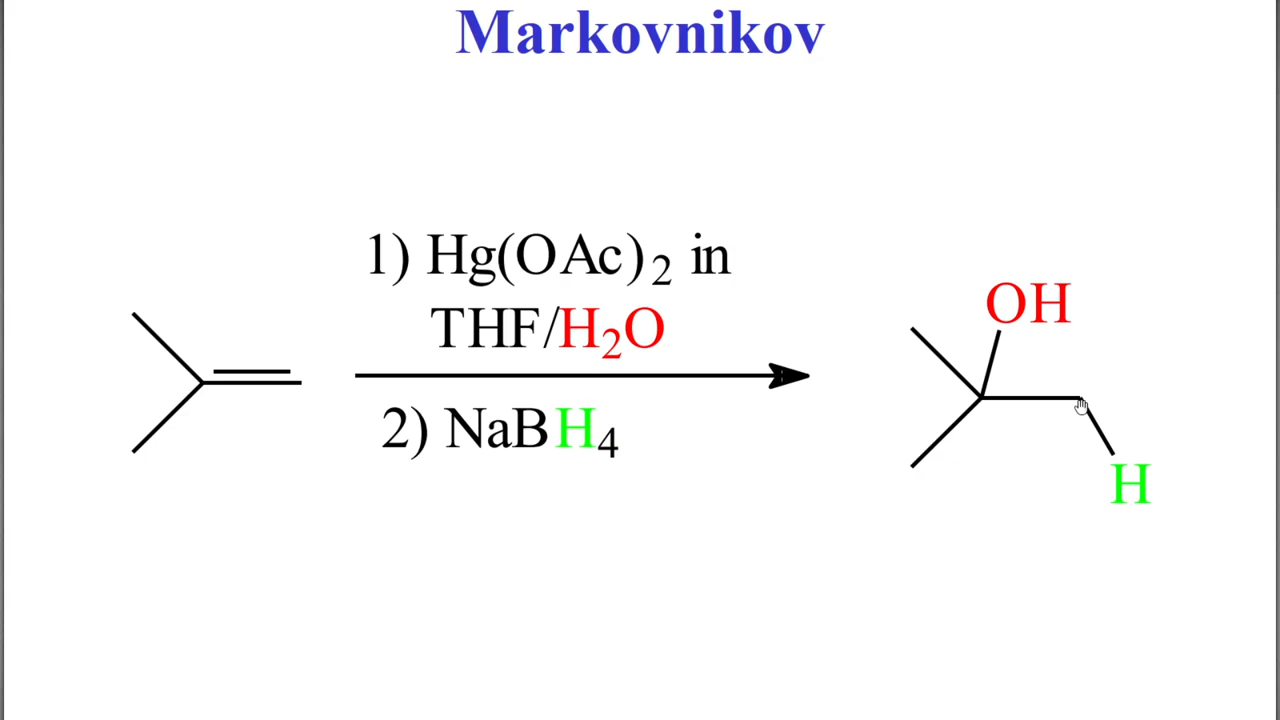 Markovnikov
1) Hg(OAc)2 in
THF/H2O
2) NaBH4
OH
H